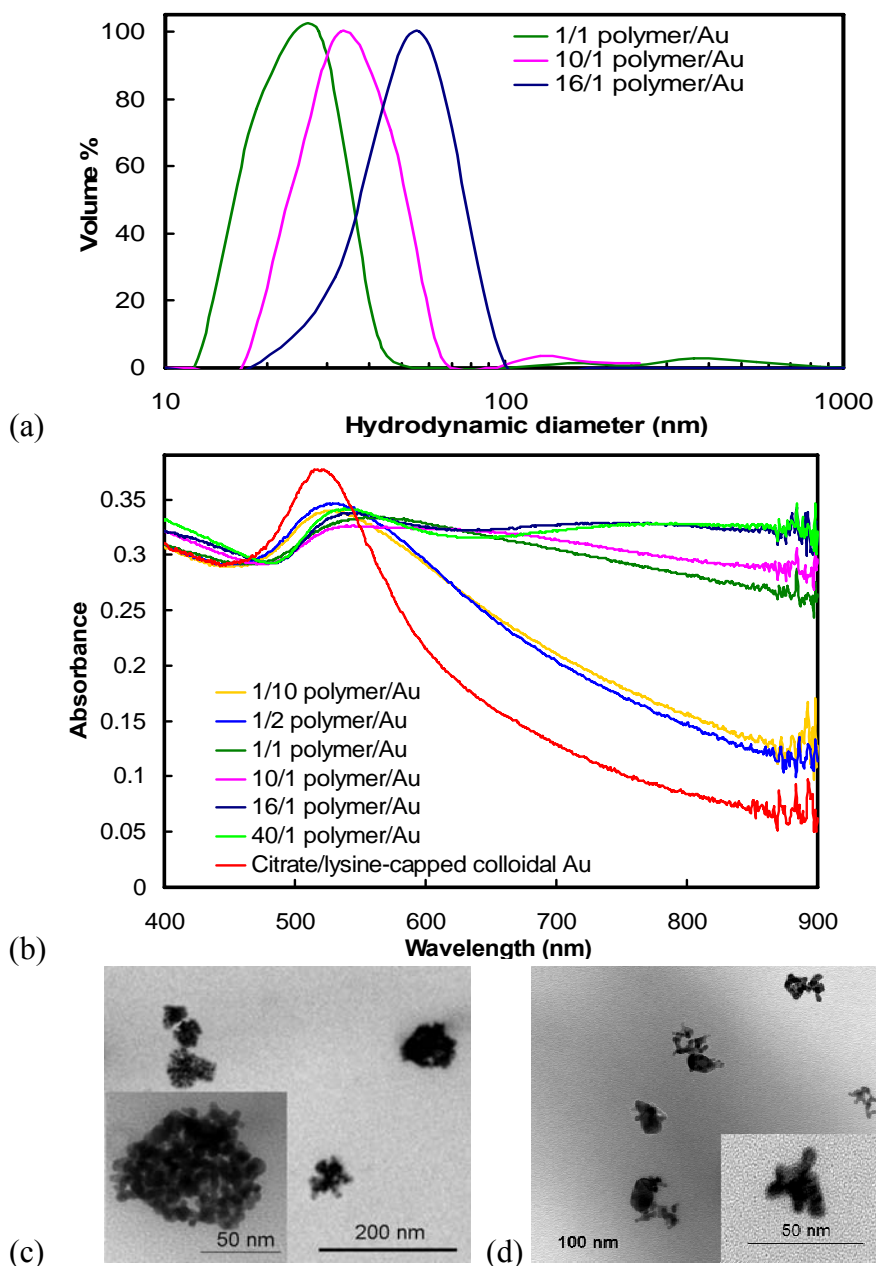 100
80
60
40
20
0
Volume %
1/1 polymer/Au
10/1 polymer/Au
16/1 polymer/Au
10 100 1000
(a) Hydrodynamic diameter (nm)
0.35
0.3
0.25
0.2
0.15
0.1
0.05
0
Absorbance
1/10 polymer/Au
1/2 polymer/Au
1/1 polymer/Au
10/1 polymer/Au
16/1 polymer/Au
40/1 polymer/Au
Citrate/lysine-capped colloidal Au
400 500 600 700 800 900
(b) Wavelength (nm)
(c) 50 nm 200 nm
(d) 100 nm 50 nm